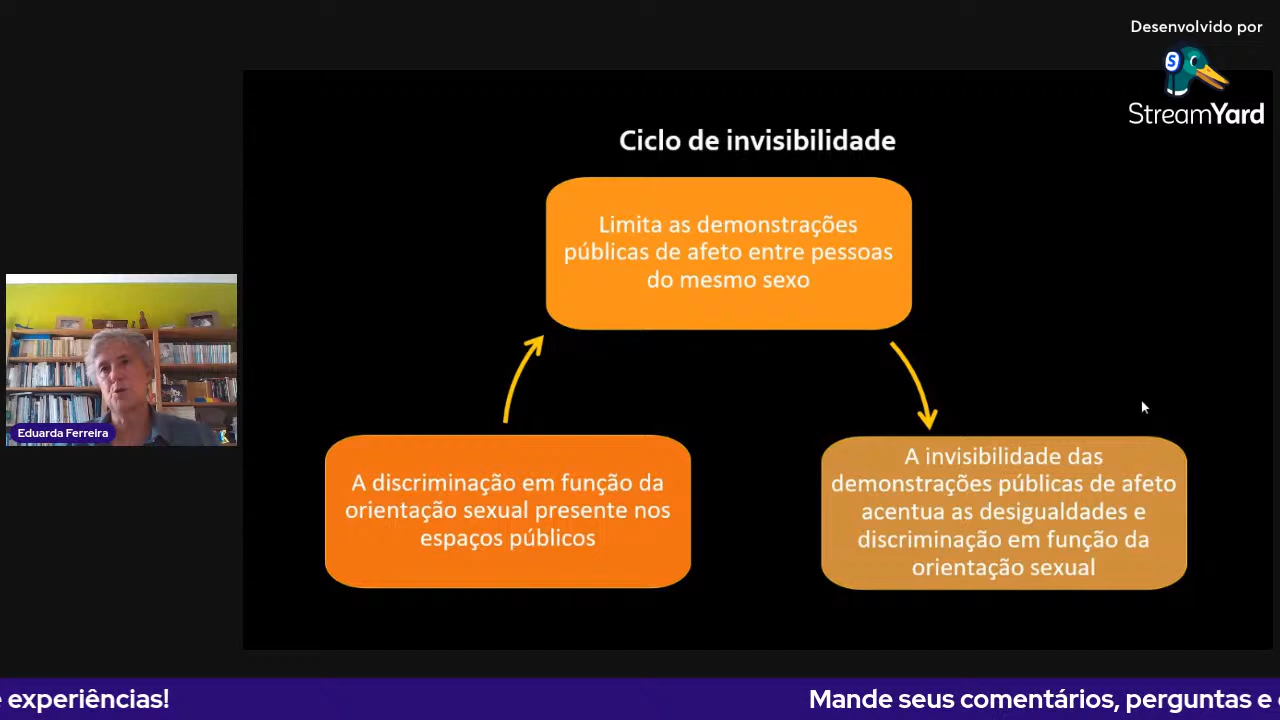 Desenvolvido por
StreamYard
Ciclo de invisibilidade
Limita as demonstrações
públicas de afeto entre pessoas
do mesmo sexo
A discriminação em função da
orientação sexual presente nos
espaços públicos
A invisibilidade das
demonstrações públicas de afeto
acentua as desigualdades e
discriminação em função da
orientação sexual
Eduarda Ferreira
e experiências!
Mande seus comentários, perguntas e